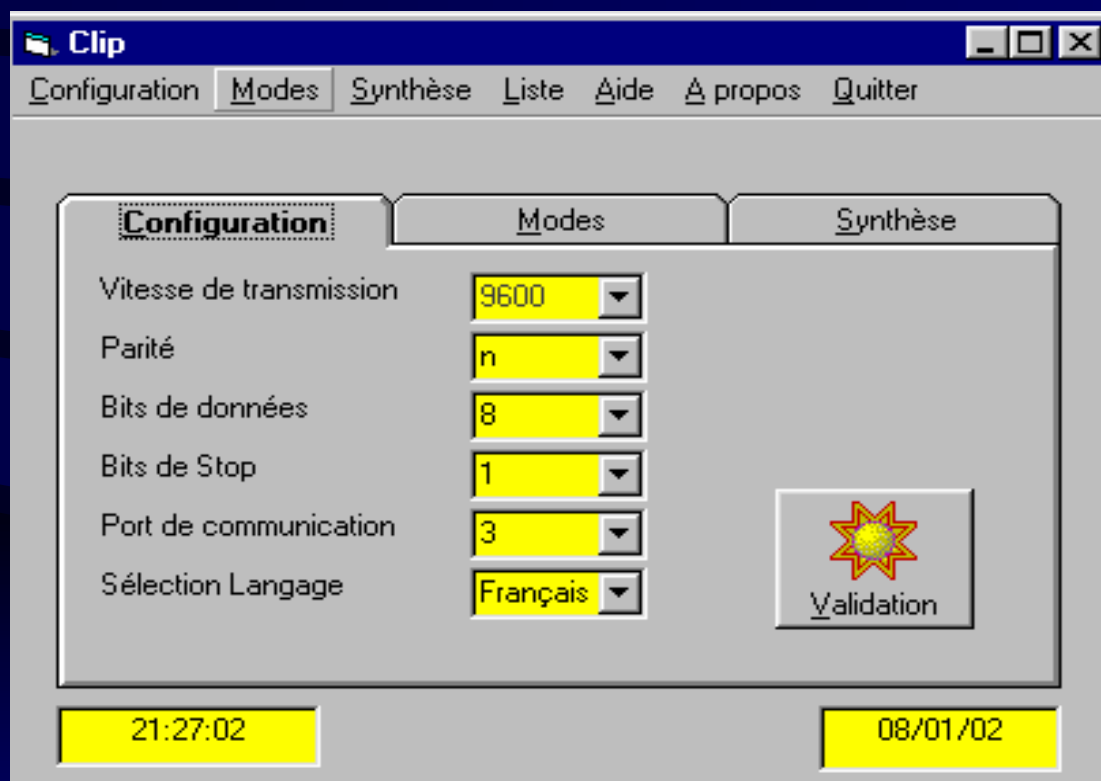 Clip
Configuration Modes Synthèse Liste Aide A propos Quitter
Configuration Modes Synthèse
Vitesse de transmission 9600
Parité n
Bits de données 8
Bits de Stop 1
Port de communication 3
Sélection Langage Français
Validation
21:27:02 08/01/02